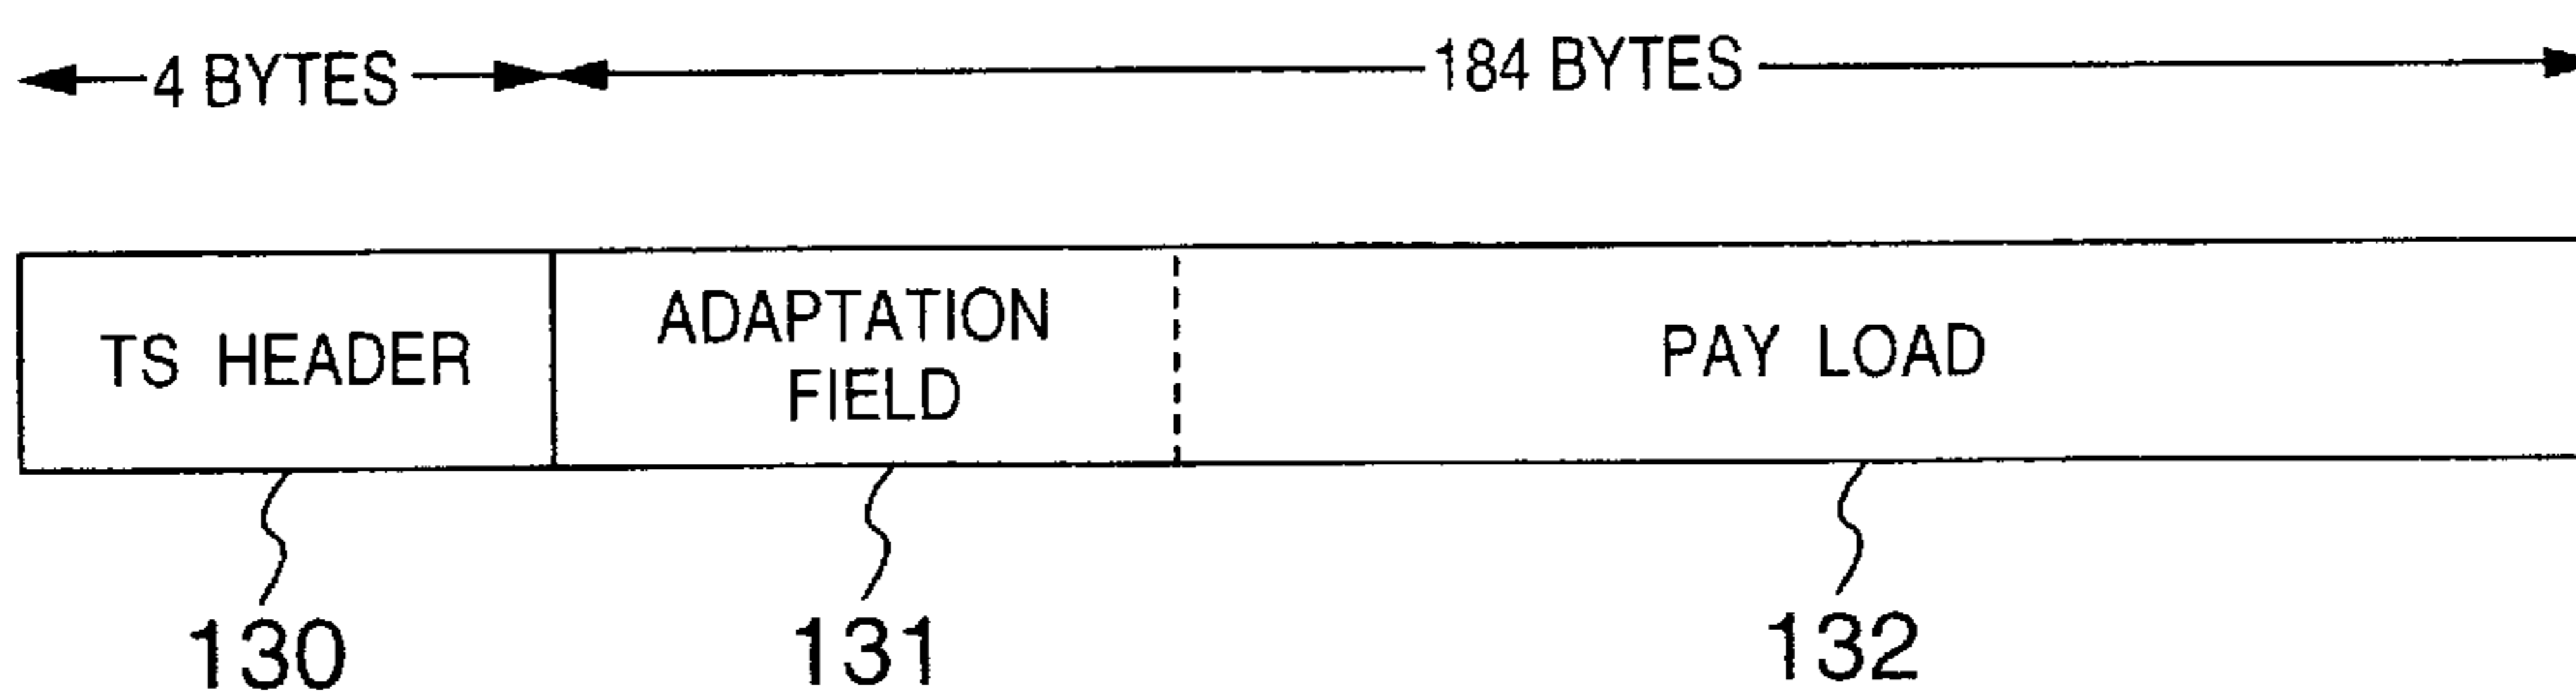 4 BYTES
184 BYTES
TS HEADER
ADAPTATION
FIELD
PAY LOAD
130
131
132